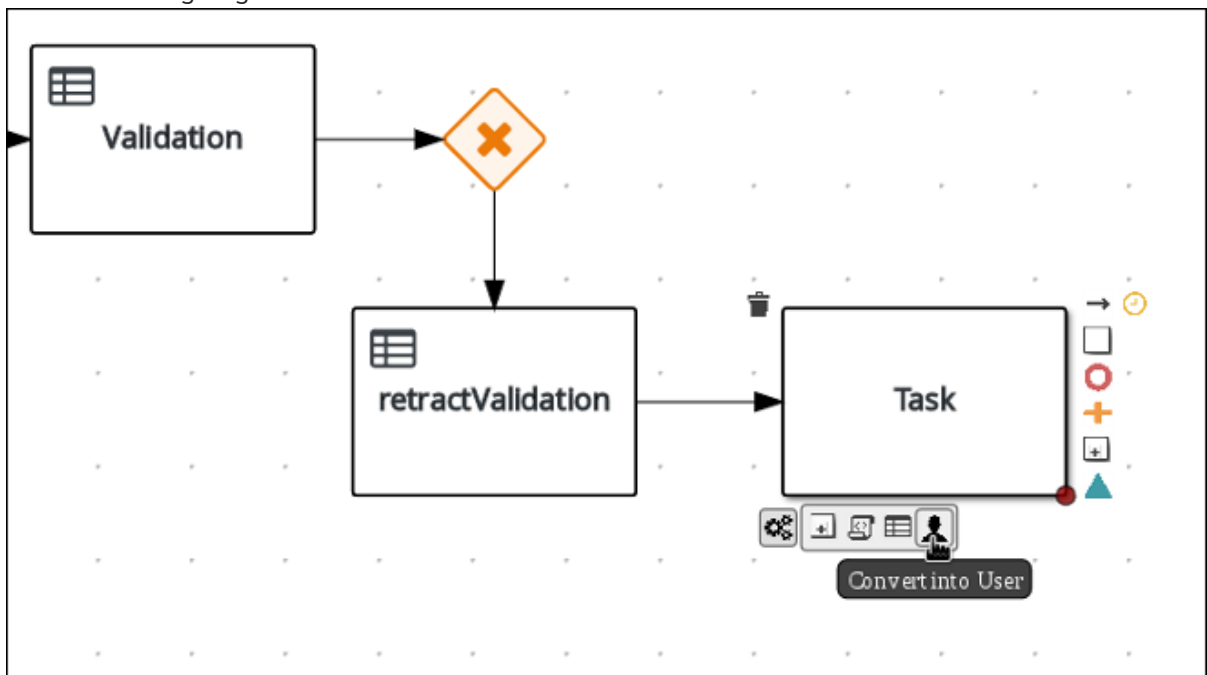 Validation
retractValidation
Task
Convert into User